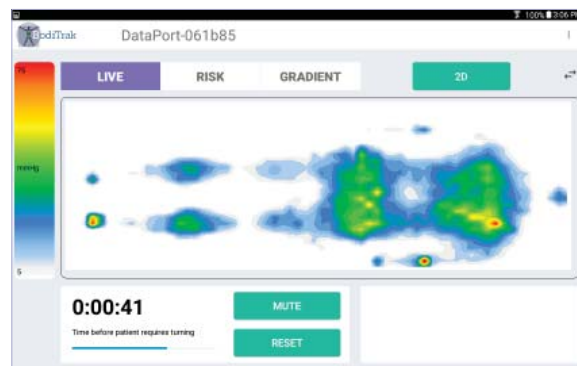 100% 3:06 PM
BodiTrak
DataPort-061b85
75
LIVE
RISK
GRADIENT
2D
mmHg
5
0:00:41
MUTE
Time before patient requires turning
RESET